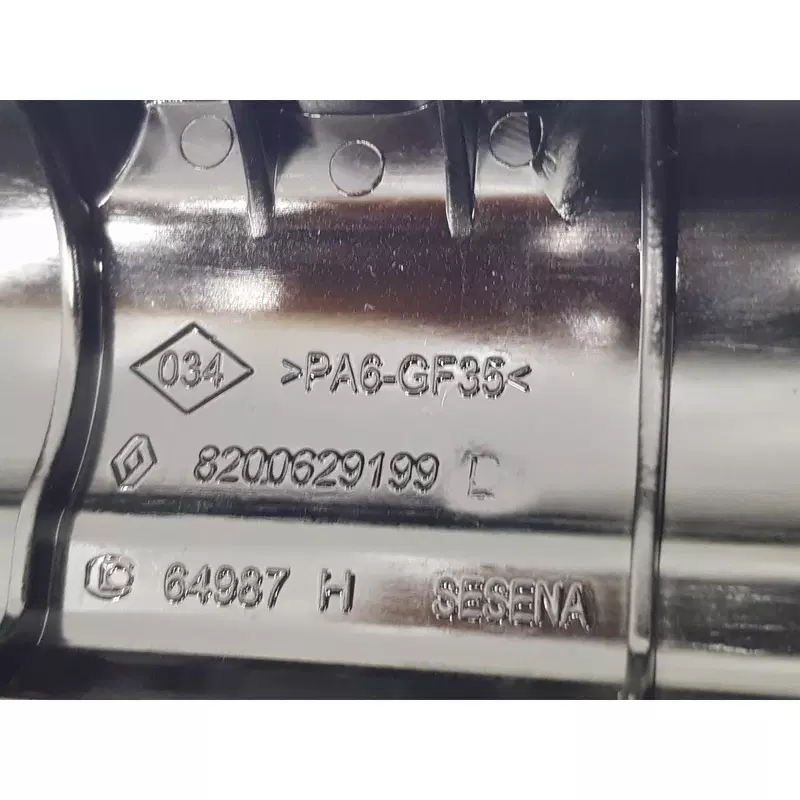 034 >PA6-GF35<
8200629199
64987 H SESENA